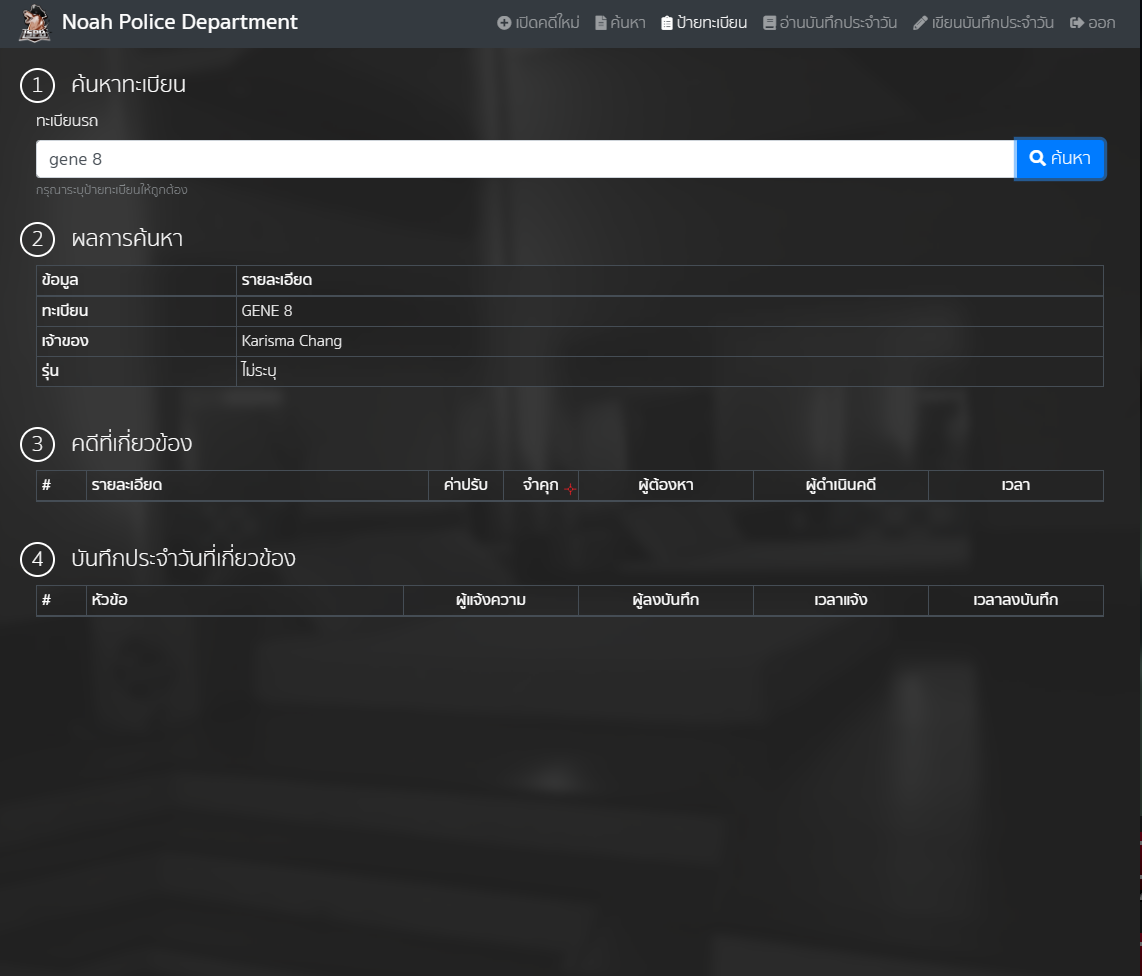 Noah Police Department
เปิดคดีใหม่ ค้นหา ป้ายทะเบียน อ่านบันทึกประจำวัน เขียนบันทึกประจำวัน ออก
1 ค้นหาทะเบียน
ทะเบียนรถ
gene 8 ค้นหา
กรุณาระบุป้ายทะเบียนให้ถูกต้อง
2 ผลการค้นหา
ข้อมูล รายละเอียด
ทะเบียน GENE 8
เจ้าของ Karisma Chang
รุ่น ไม่ระบุ
3 คดีที่เกี่ยวข้อง
# รายละเอียด ค่าปรับ จำคุก ผู้ต้องหา ผู้ดำเนินคดี เวลา
4 บันทึกประจำวันที่เกี่ยวข้อง
# หัวข้อ ผู้แจ้งความ ผู้ลงบันทึก เวลาแจ้ง เวลาลงบันทึก